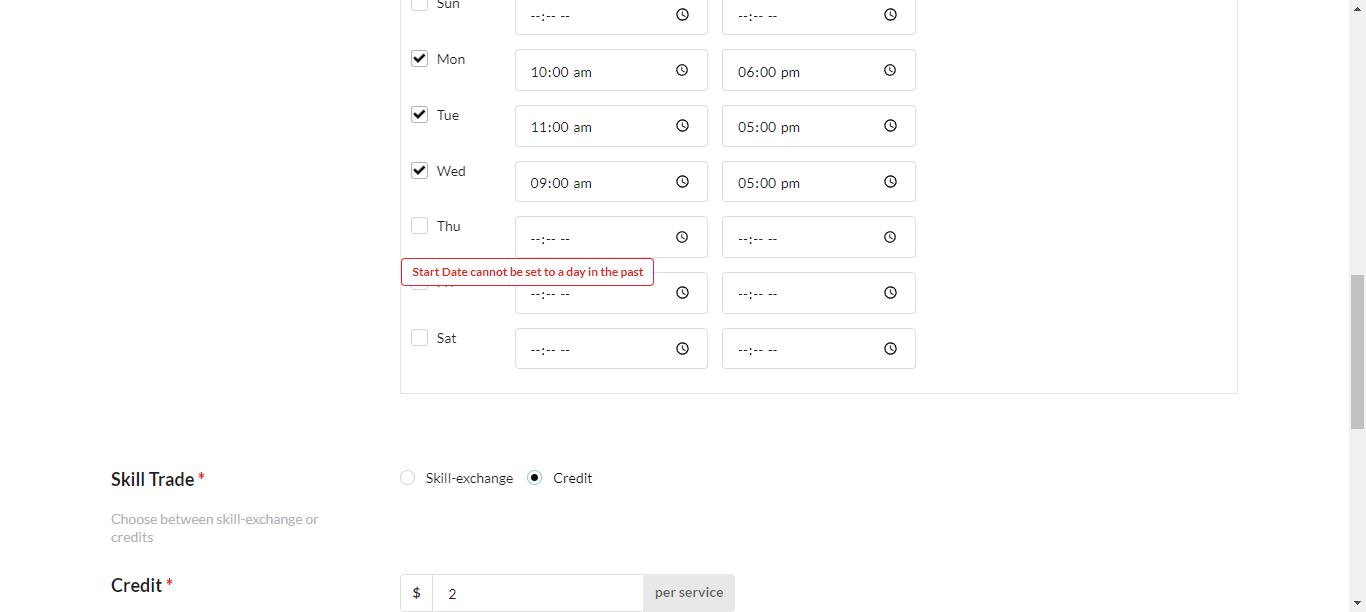 Sun --:-- -- --:-- --
Mon 10:00 am 06:00 pm
Tue 11:00 am 05:00 pm
Wed 09:00 am 05:00 pm
Thu --:-- -- --:-- --
Start Date cannot be set to a day in the past
--:-- -- --:-- --
Sat --:-- -- --:-- --
Skill Trade * Skill-exchange Credit
Choose between skill-exchange or
credits
Credit * $ 2 per service